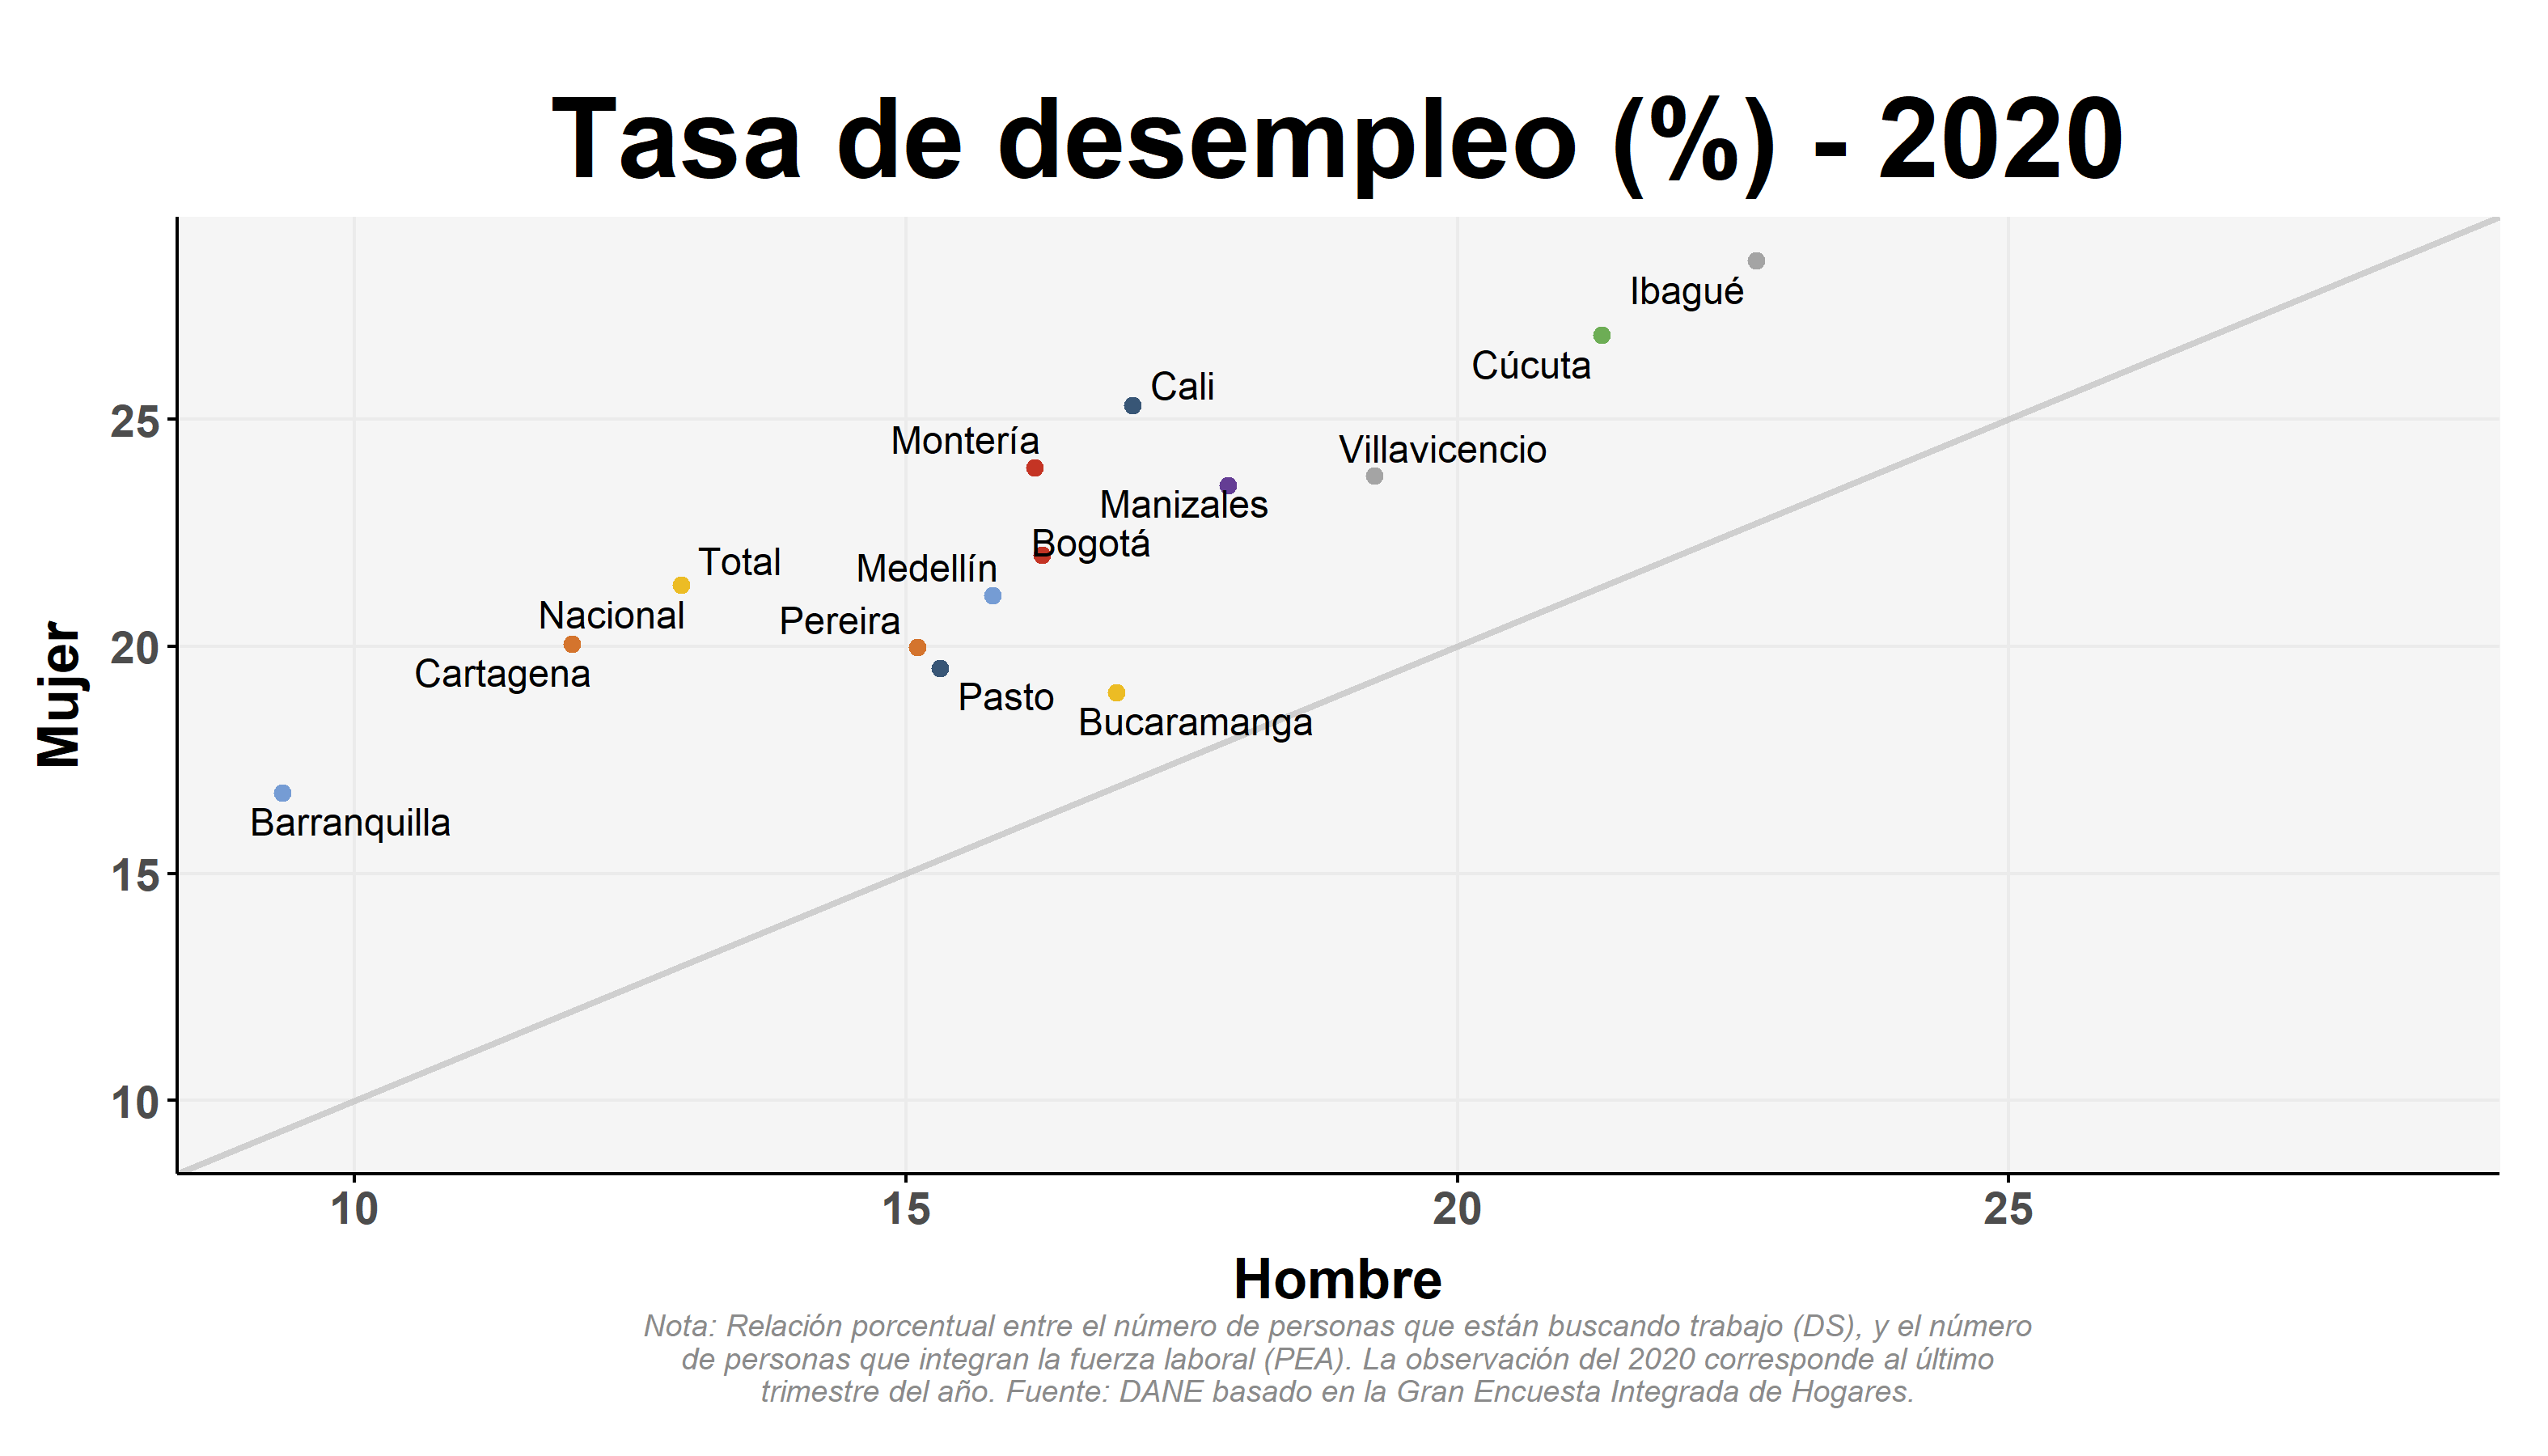 Tasa de desempleo (%) - 2020
Mujer
25
20
15
10
Ibagué
Cúcuta
Cali
Montería
Villavicencio
Manizales
Bogotá
Total
Medellín
Nacional
Pereira
Cartagena
Pasto
Bucaramanga
Barranquilla
10
15
20
25
Hombre
Nota: Relación porcentual entre el número de personas que están buscando trabajo (DS), y el número
de personas que integran la fuerza laboral (PEA). La observación del 2020 corresponde al último
trimestre del año. Fuente: DANE basado en la Gran Encuesta Integrada de Hogares.